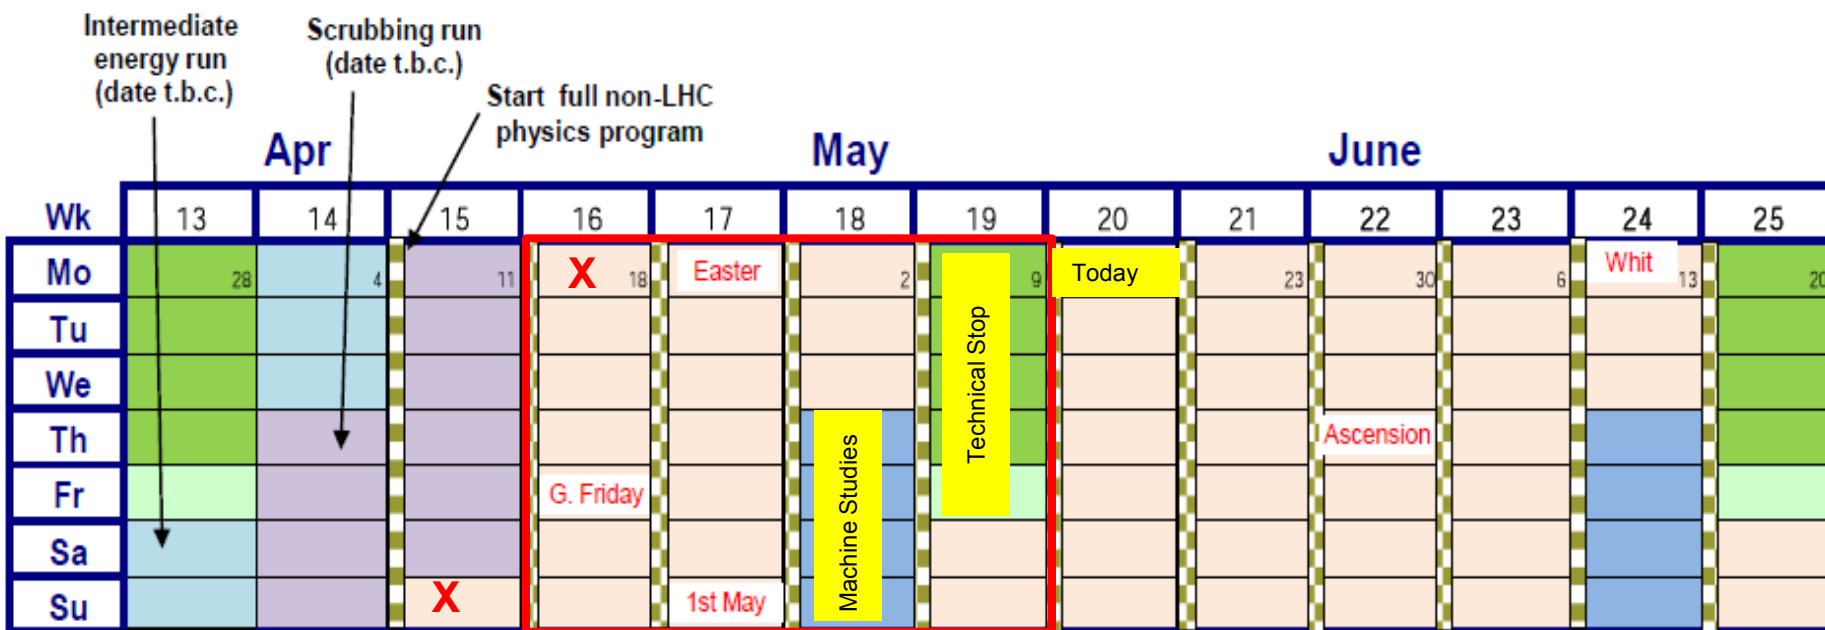 Intermediate
energy run
(date t.b.c.)
Scrubbing run
(date t.b.c.)
Start full non-LHC
physics program
Apr May June
Wk 13 14 15 16 17 18 19 20 21 22 23 24 25
Mo 28 4 11 X 18 Easter 2 9 Today 23 30 6 Whit 13 20
Tu
We
Th Ascension
Fr G. Friday
Sa
Su X 1st May
Machine Studies
Technical Stop